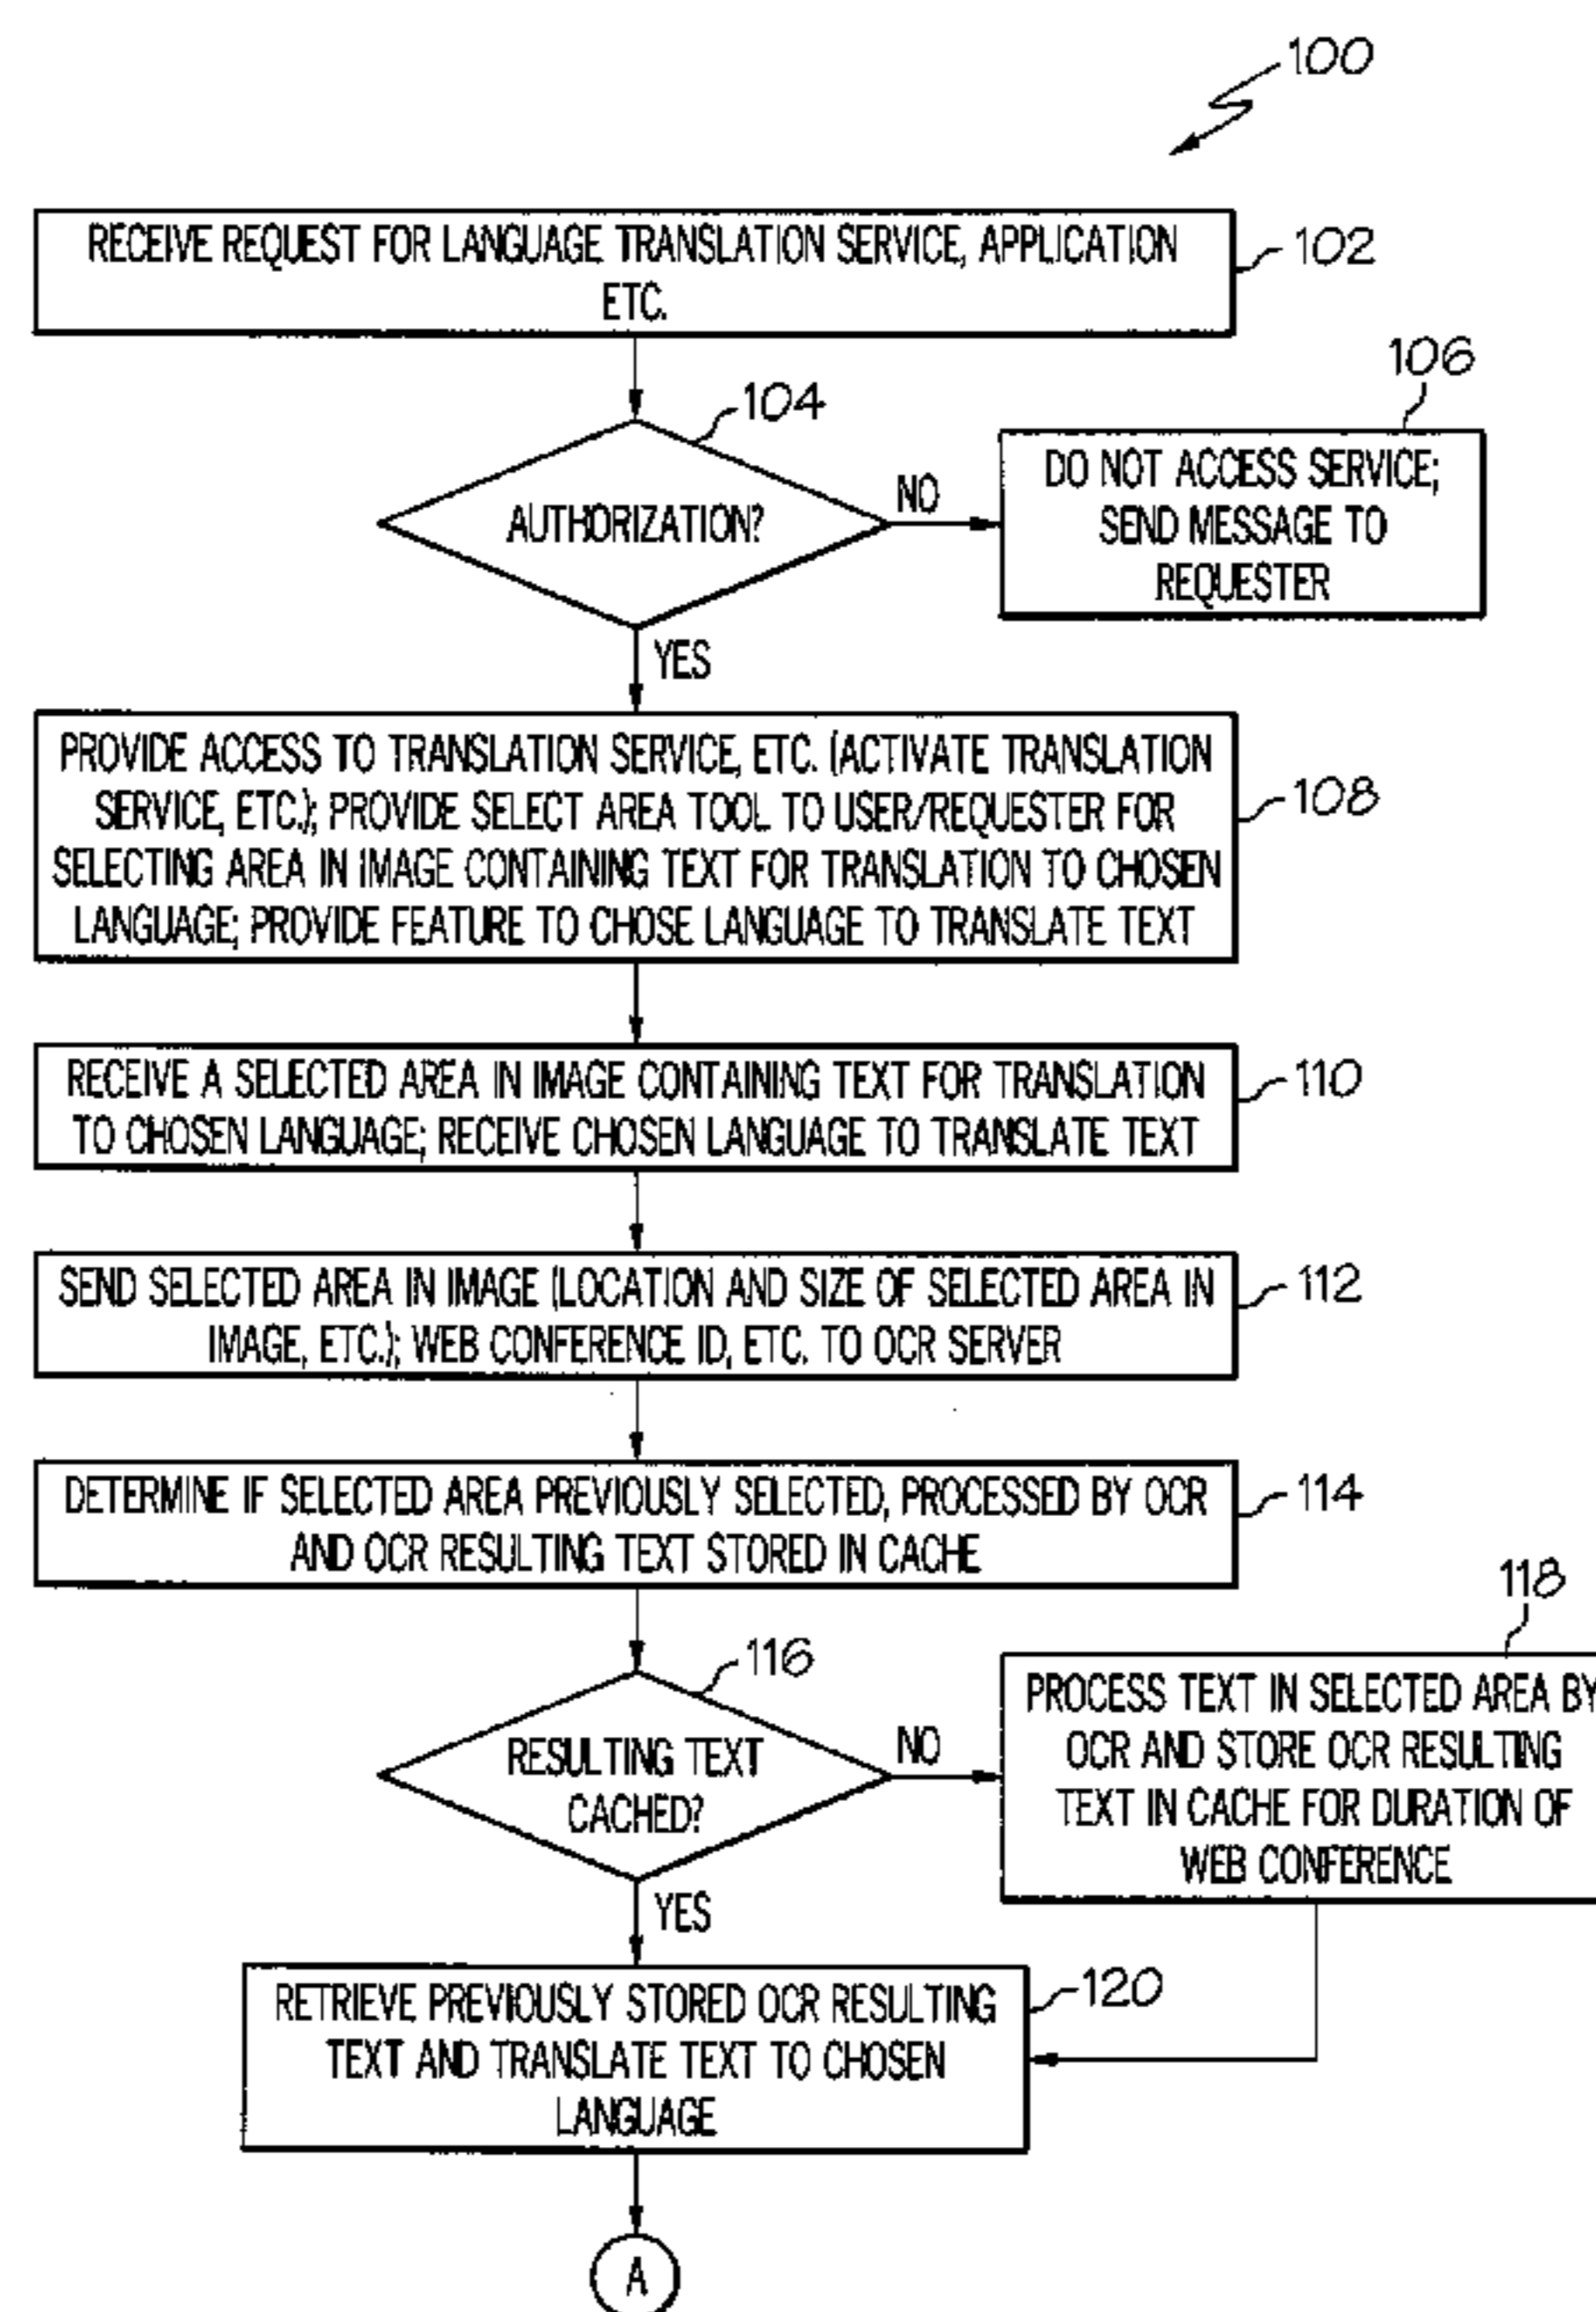 100
RECEIVE REQUEST FOR LANGUAGE TRANSLATION SERVICE, APPLICATION
ETC.
102
104
AUTHORIZATION?
NO
106
DO NOT ACCESS SERVICE;
SEND MESSAGE TO
REQUESTER
YES
PROVIDE ACCESS TO TRANSLATION SERVICE, ETC. (ACTIVATE TRANSLATION
SERVICE, ETC.); PROVIDE SELECT AREA TOOL TO USER/REQUESTER FOR
SELECTING AREA IN IMAGE CONTAINING TEXT FOR TRANSLATION TO CHOSEN
LANGUAGE; PROVIDE FEATURE TO CHOSE LANGUAGE TO TRANSLATE TEXT
108
RECEIVE A SELECTED AREA IN IMAGE CONTAINING TEXT FOR TRANSLATION
TO CHOSEN LANGUAGE; RECEIVE CHOSEN LANGUAGE TO TRANSLATE TEXT
110
SEND SELECTED AREA IN IMAGE (LOCATION AND SIZE OF SELECTED AREA IN
IMAGE, ETC.); WEB CONFERENCE ID, ETC. TO OCR SERVER
112
DETERMINE IF SELECTED AREA PREVIOUSLY SELECTED, PROCESSED BY OCR
AND OCR RESULTING TEXT STORED IN CACHE
114
116
RESULTING TEXT
CACHED?
NO
118
PROCESS TEXT IN SELECTED AREA BY
OCR AND STORE OCR RESULTING
TEXT IN CACHE FOR DURATION OF
WEB CONFERENCE
YES
RETRIEVE PREVIOUSLY STORED OCR RESULTING
TEXT AND TRANSLATE TEXT TO CHOSEN
LANGUAGE
120
A